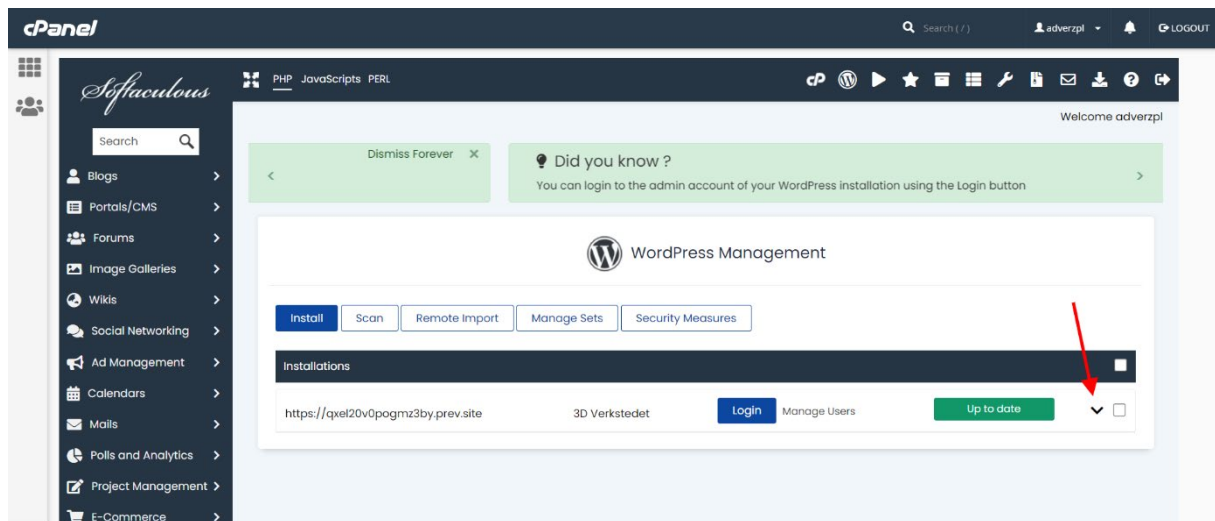 cPanel
Search ( / )
adverzpl
LOGOUT
Softaculous
PHP JavaScripts PERL
Welcome adverzpl
Search
Dismiss Forever
Did you know ?
You can login to the admin account of your WordPress installation using the Login button
Blogs
Portals/CMS
Forums
Image Galleries
Wikis
Social Networking
Ad Management
Calendars
Mails
Polls and Analytics
Project Management
E-Commerce
WordPress Management
Install Scan Remote Import Manage Sets Security Measures
Installations
https://qxel20v0pogmz3by.prev.site 3D Verkstedet Login Manage Users Up to date